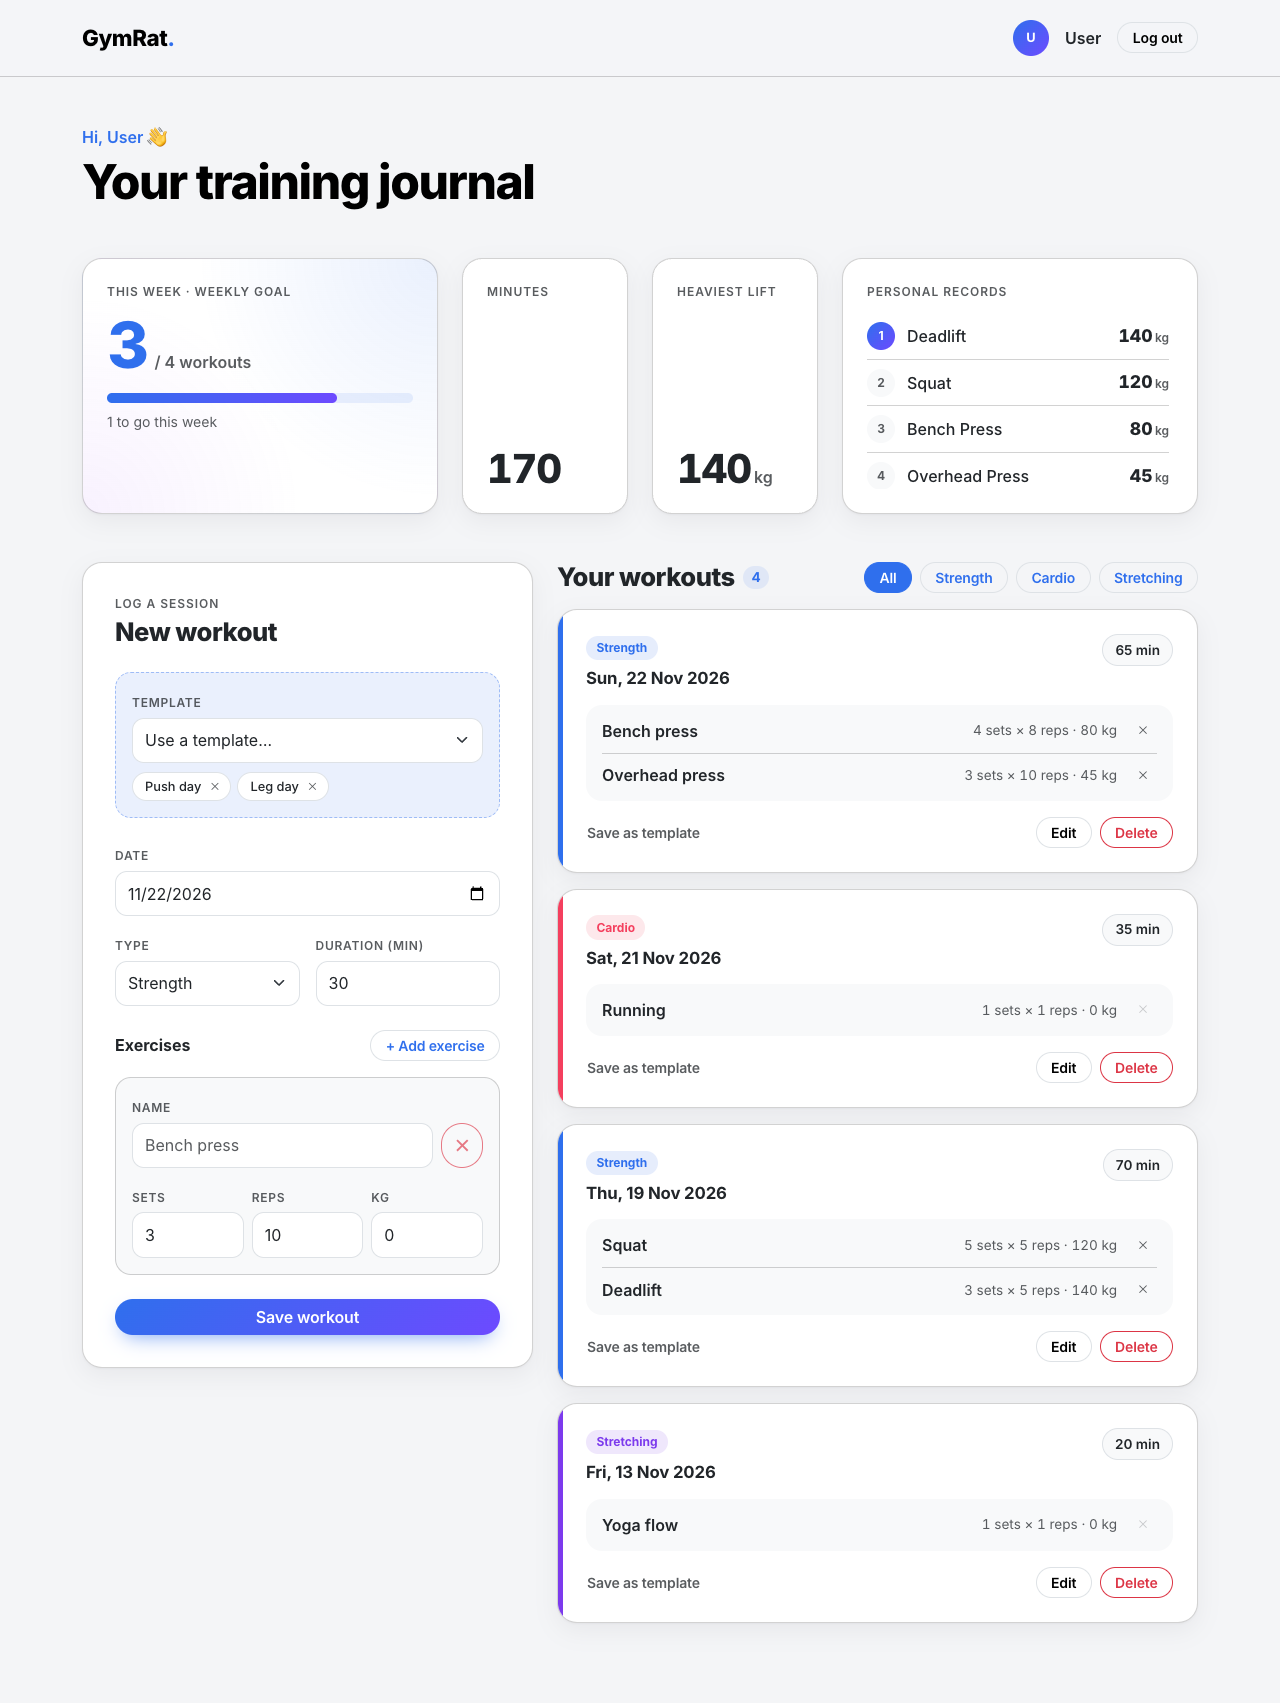 GymRat.
U User Log out
Hi, User 👋
Your training journal
THIS WEEK · WEEKLY GOAL
3 / 4 workouts
1 to go this week
MINUTES
170
HEAVIEST LIFT
140 kg
PERSONAL RECORDS
1 Deadlift 140 kg
2 Squat 120 kg
3 Bench Press 80 kg
4 Overhead Press 45 kg
LOG A SESSION
New workout
TEMPLATE
Use a template...
Push day × Leg day ×
DATE
11/22/2026
TYPE DURATION (MIN)
Strength 30
Exercises + Add exercise
NAME
Bench press
SETS REPS KG
3 10 0
Save workout
Your workouts 4 All Strength Cardio Stretching
Strength 65 min
Sun, 22 Nov 2026
Bench press 4 sets × 8 reps · 80 kg ×
Overhead press 3 sets × 10 reps · 45 kg ×
Save as template Edit Delete
Cardio 35 min
Sat, 21 Nov 2026
Running 1 sets × 1 reps · 0 kg ×
Save as template Edit Delete
Strength 70 min
Thu, 19 Nov 2026
Squat 5 sets × 5 reps · 120 kg ×
Deadlift 3 sets × 5 reps · 140 kg ×
Save as template Edit Delete
Stretching 20 min
Fri, 13 Nov 2026
Yoga flow 1 sets × 1 reps · 0 kg ×
Save as template Edit Delete